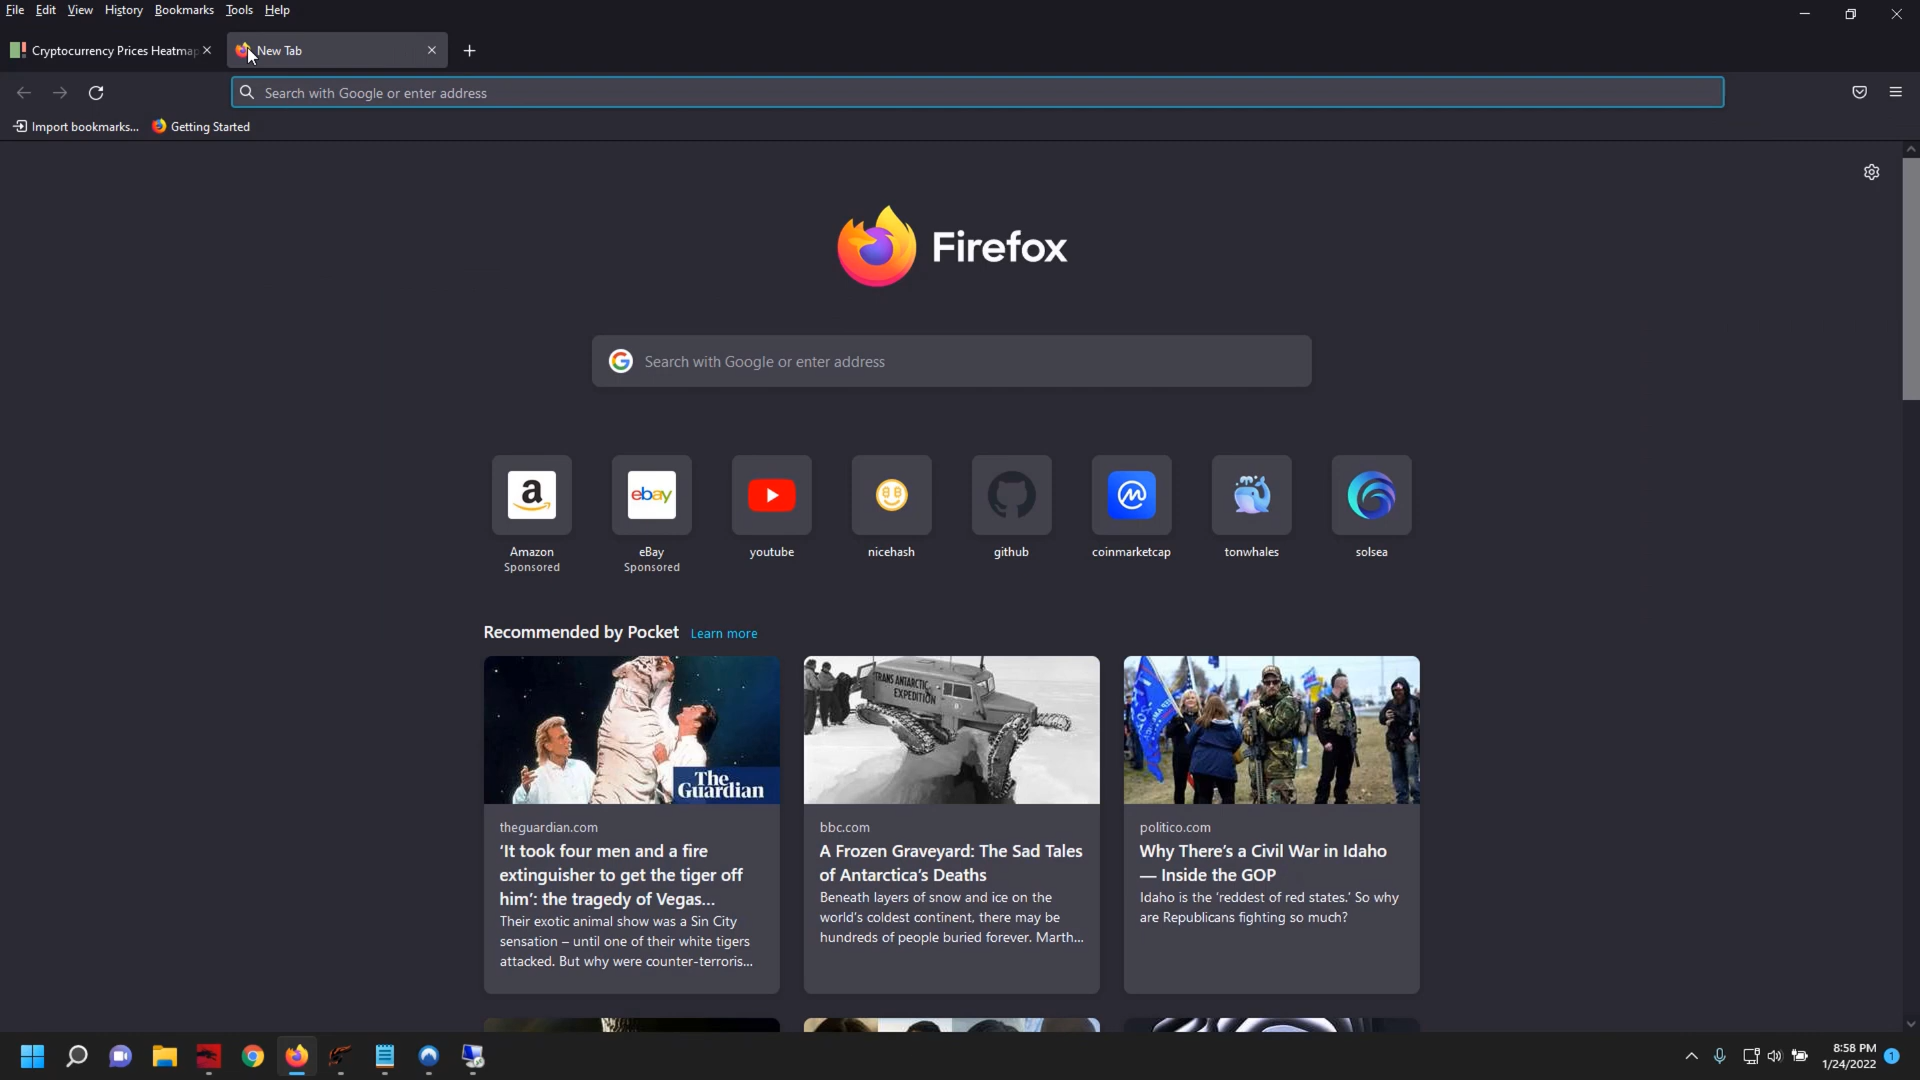 File Edit View History Bookmarks Tools Help
Cryptocurrency Prices Heatmap
New Tab
Search with Google or enter address
Import bookmarks... Getting Started
Firefox
Search with Google or enter address
a
ebay
Amazon
Sponsored
eBay
Sponsored
youtube
nicehash
github
coinmarketcap
tonwhales
solsea
Recommended by Pocket Learn more
The
Guardian
theguardian.com
‘It took four men and a fire
extinguisher to get the tiger off
him’: the tragedy of Vegas...
Their exotic animal show was a Sin City
sensation – until one of their white tigers
attacked. But why were counter-terroris...
TRANS ANTARCTIC
EXPEDITION
bbc.com
A Frozen Graveyard: The Sad Tales
of Antarctica’s Deaths
Beneath layers of snow and ice on the
world’s coldest continent, there may be
hundreds of people buried forever. Marth...
politico.com
Why There’s a Civil War in Idaho
— Inside the GOP
Idaho is the ‘reddest of red states.’ So why
are Republicans fighting so much?
8:58 PM
1/24/2022
1